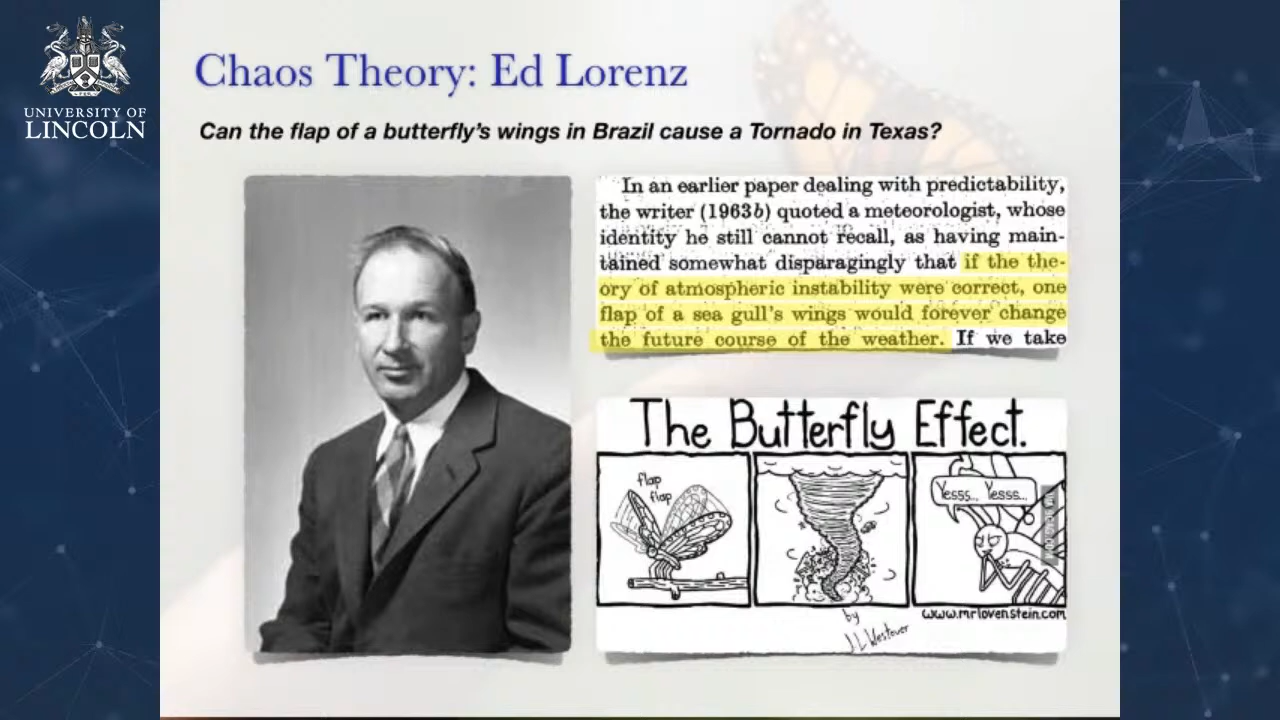 UNIVERSITY OF
LINCOLN
Chaos Theory: Ed Lorenz
Can the flap of a butterfly's wings in Brazil cause a Tornado in Texas?
In an earlier paper dealing with predictability,
the writer (1963b) quoted a meteorologist, whose
identity he still cannot recall, as having main-
tained somewhat disparagingly that if the the-
ory of atmospheric instability were correct, one
flap of a sea gull's wings would forever change
the future course of the weather. If we take
The Butterfly Effect.
flap
flap
Yesss.. Yesss...
www.mrlovenstein.com
by
J L Westover